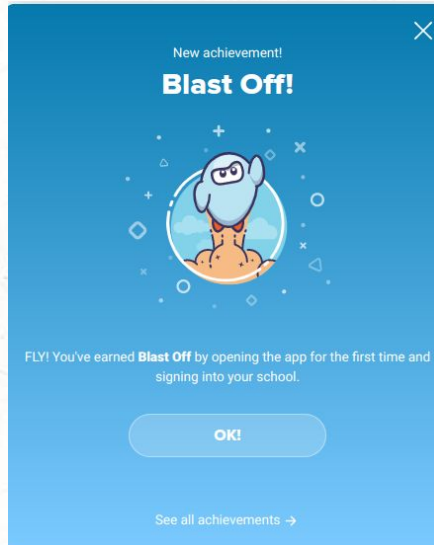 New achievement!
Blast Off!
FLY! You've earned Blast Off by opening the app for the first time and
signing into your school.
OK!
See all achievements →